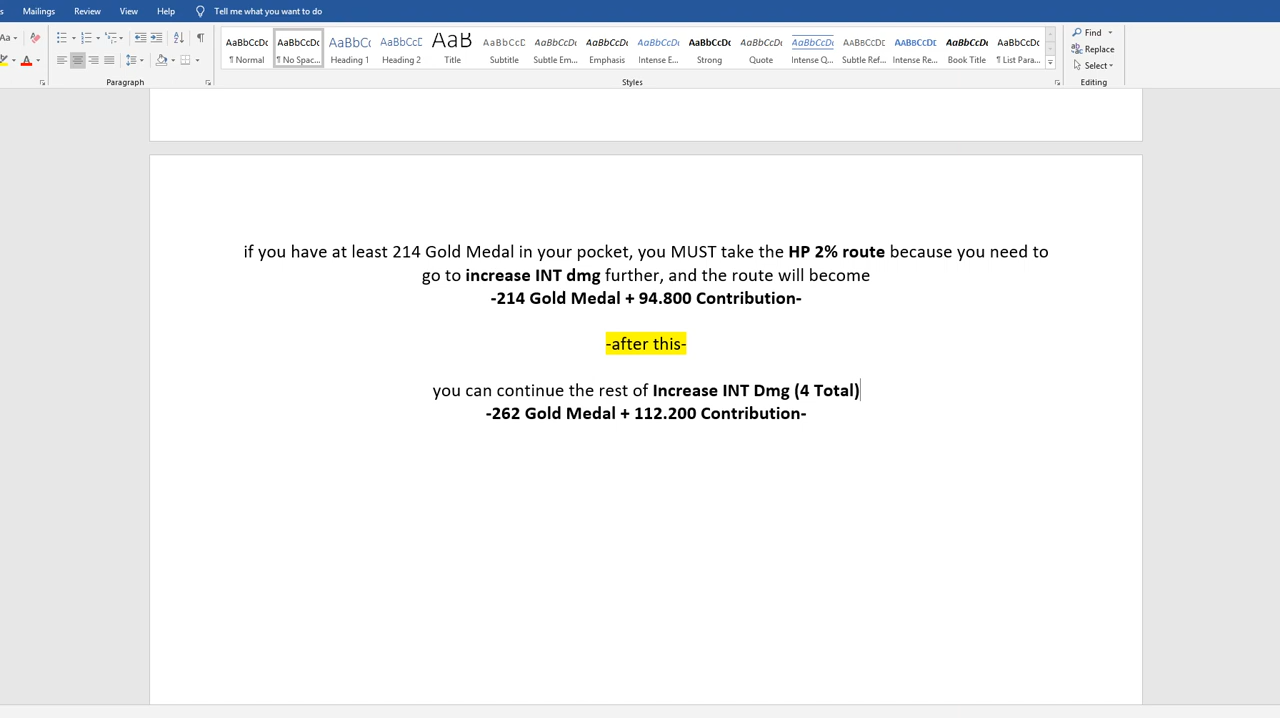 Mailings Review View Help Tell me what you want to do
Aa
A
AaBbCcDc AaBbCcDc AaBbCc AaBbCcD AaB AaBbCcD AaBbCcDc AaBbCcDc AaBbCcDc AaBbCcDc AaBbCcDc AaBbCcDc AaBbCcDc AaBbCcDc AaBbCcDc AaBbCcDc
¶ Normal ¶ No Spac... Heading 1 Heading 2 Title Subtitle Subtle Em... Emphasis Intense E... Strong Quote Intense Q... Subtle Ref... Intense Re... Book Title ¶ List Para...
Find
Replace
Select
Paragraph Styles Editing
if you have at least 214 Gold Medal in your pocket, you MUST take the HP 2% route because you need to
go to increase INT dmg further, and the route will become
-214 Gold Medal + 94.800 Contribution-
-after this-
you can continue the rest of Increase INT Dmg (4 Total)
-262 Gold Medal + 112.200 Contribution-